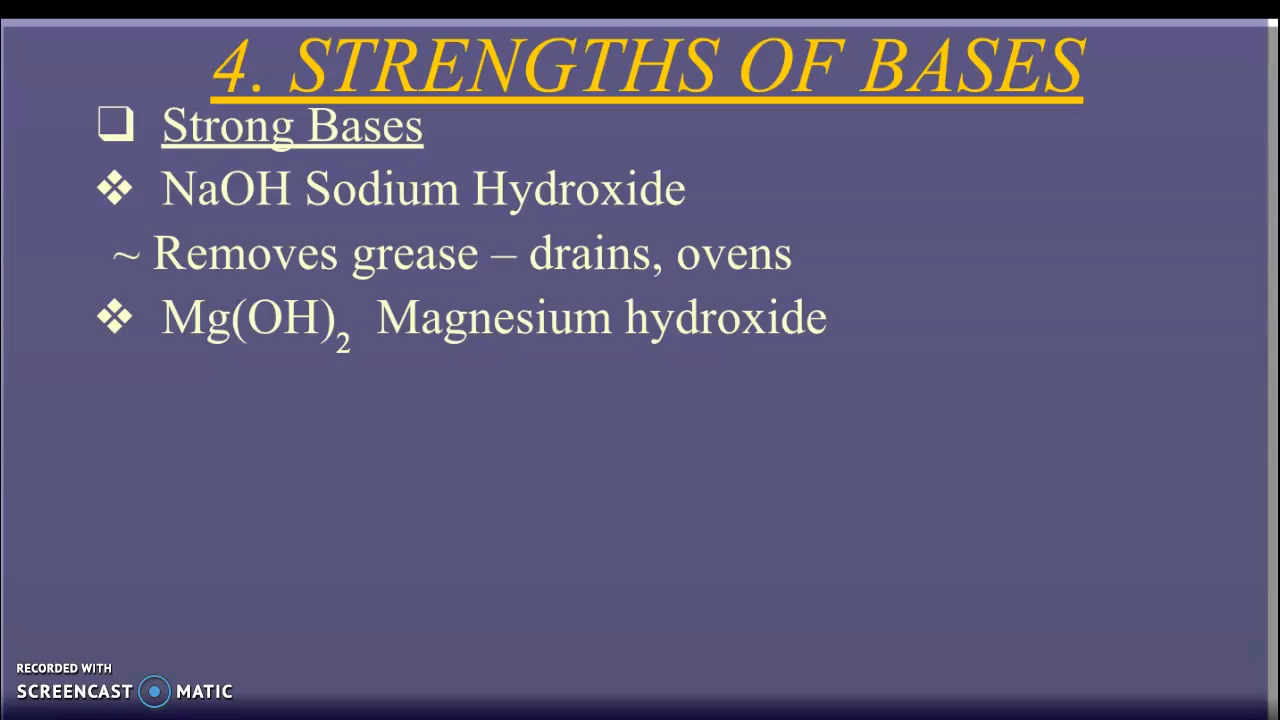 4. STRENGTHS OF BASES
❑ Strong Bases
❖ NaOH Sodium Hydroxide
~ Removes grease – drains, ovens
❖ Mg(OH)₂ Magnesium hydroxide
RECORDED WITH
SCREENCAST MATIC